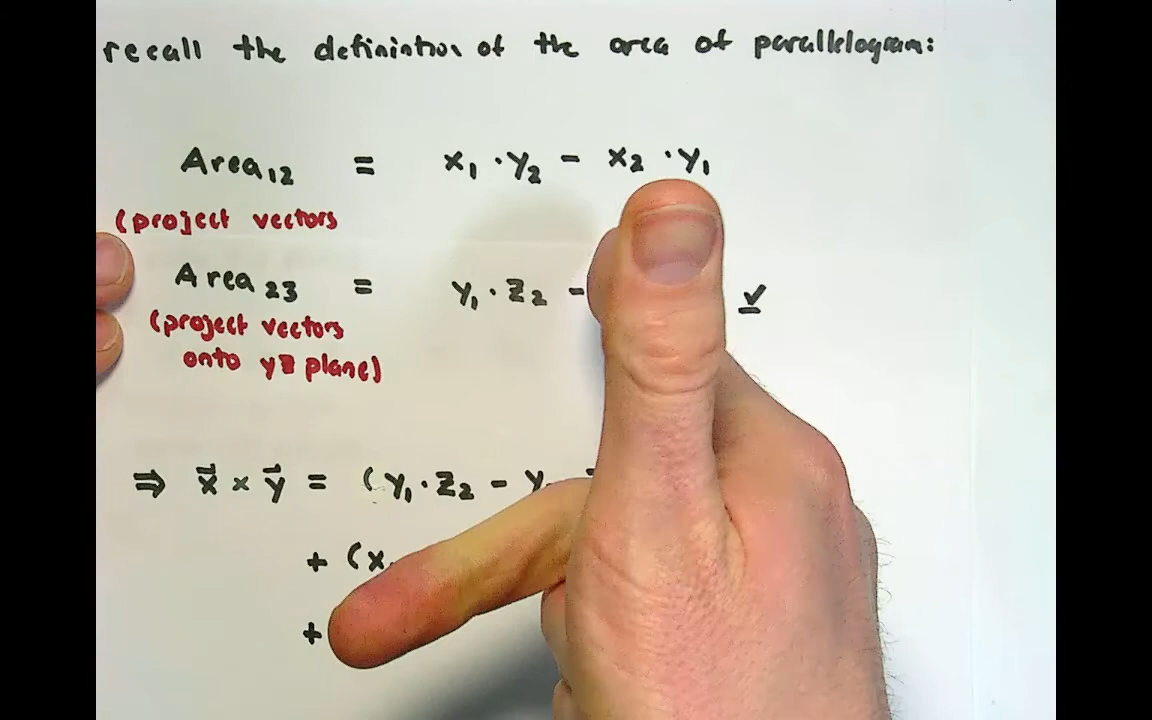 recall the definintion of the area of parallelogram:
Area₁₂ = x₁ · y₂ - x₂ · y₁
(project vectors
Area₂₃ = y₁ · z₂ -
(project vectors
onto yz plane)
⇒ x⃗ × y⃗ = (y₁ · z₂ - y
+ (x
+